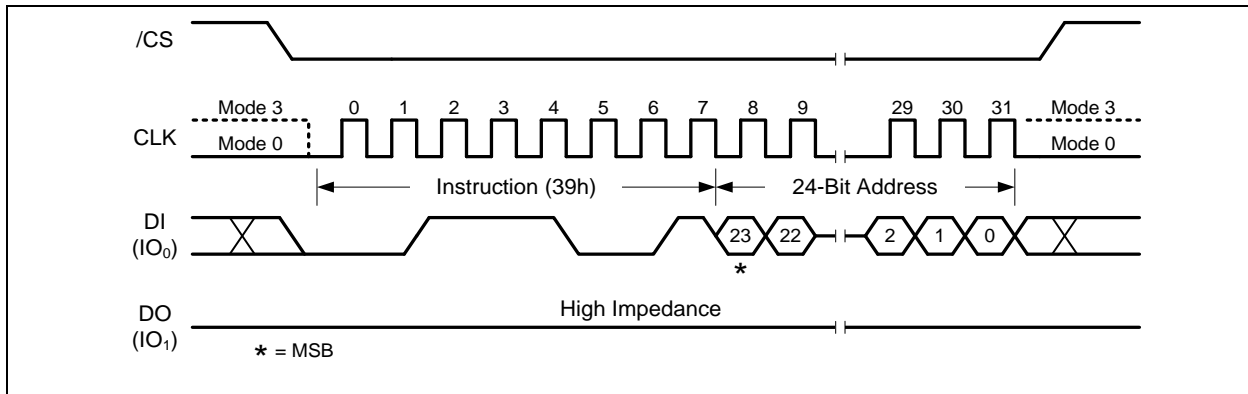 /CS
Mode 3 0 1 2 3 4 5 6 7 8 9 29 30 31 Mode 3
CLK
Mode 0 Mode 0
Instruction (39h) 24-Bit Address
DI
(IO₀)
23 22 2 1 0
*
High Impedance
DO
(IO₁)
* = MSB